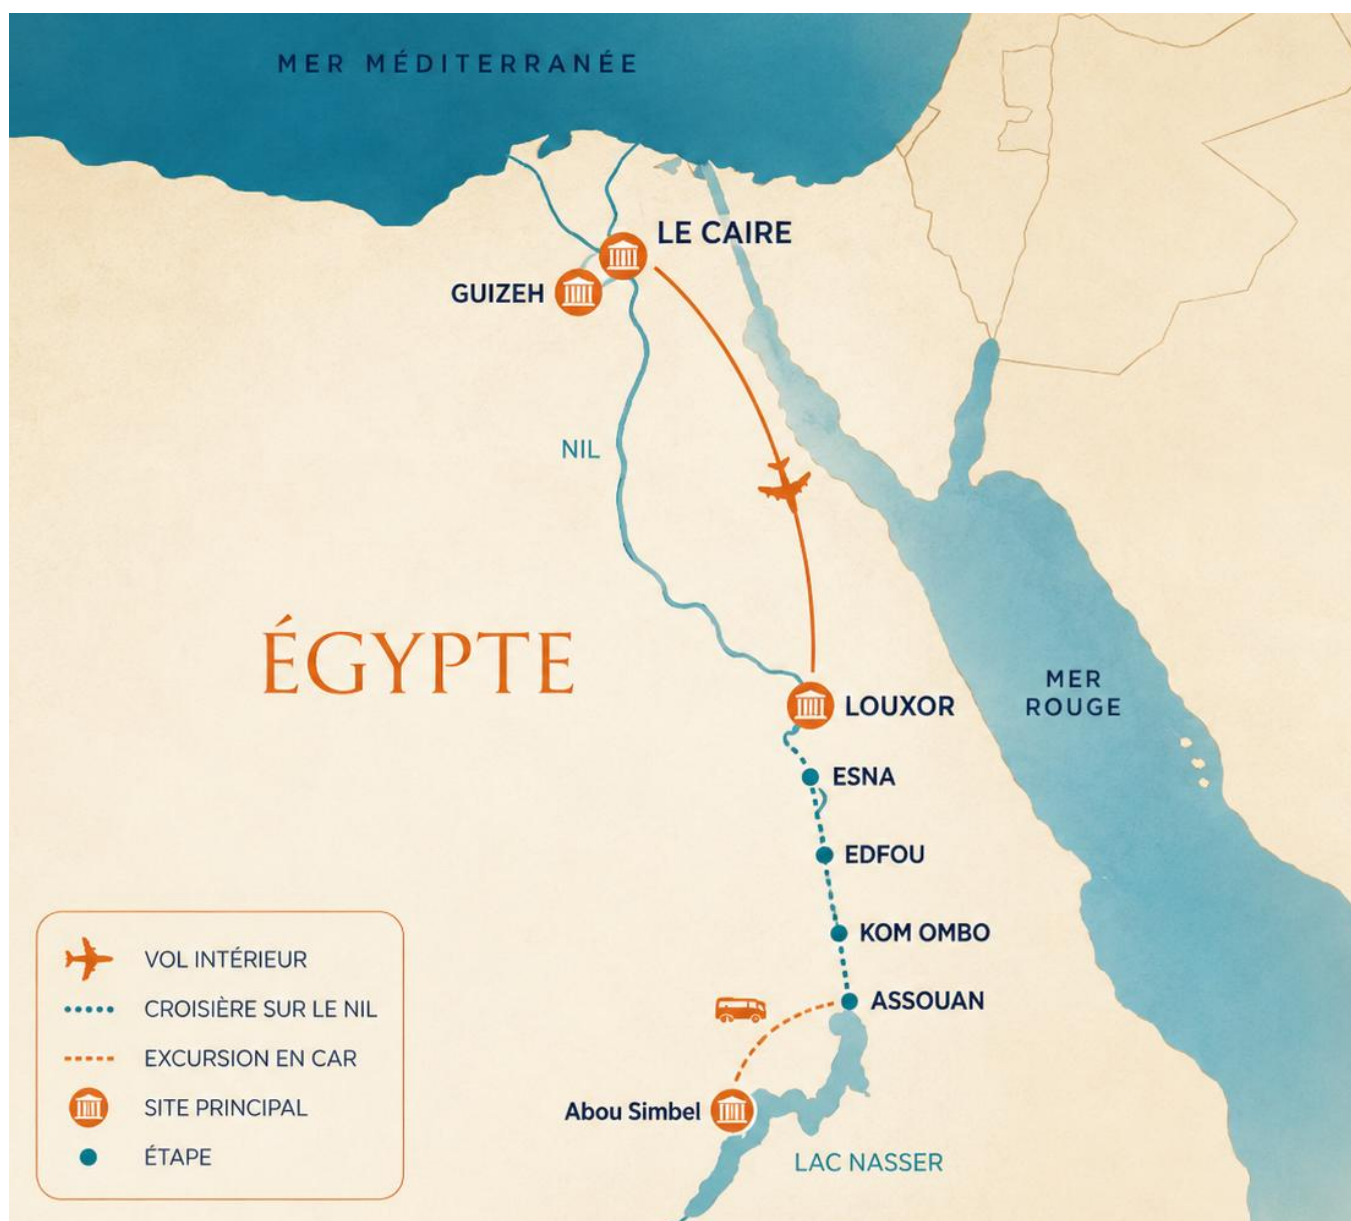 MER MÉDITERRANÉE
LE CAIRE
GUIZEH
NIL
ÉGYPTE
MER
ROUGE
LOUXOR
ESNA
EDFOU
KOM OMBO
ASSOUAN
Abou Simbel
LAC NASSER
VOL INTÉRIEUR
CROISIÈRE SUR LE NIL
EXCURSION EN CAR
SITE PRINCIPAL
ÉTAPE